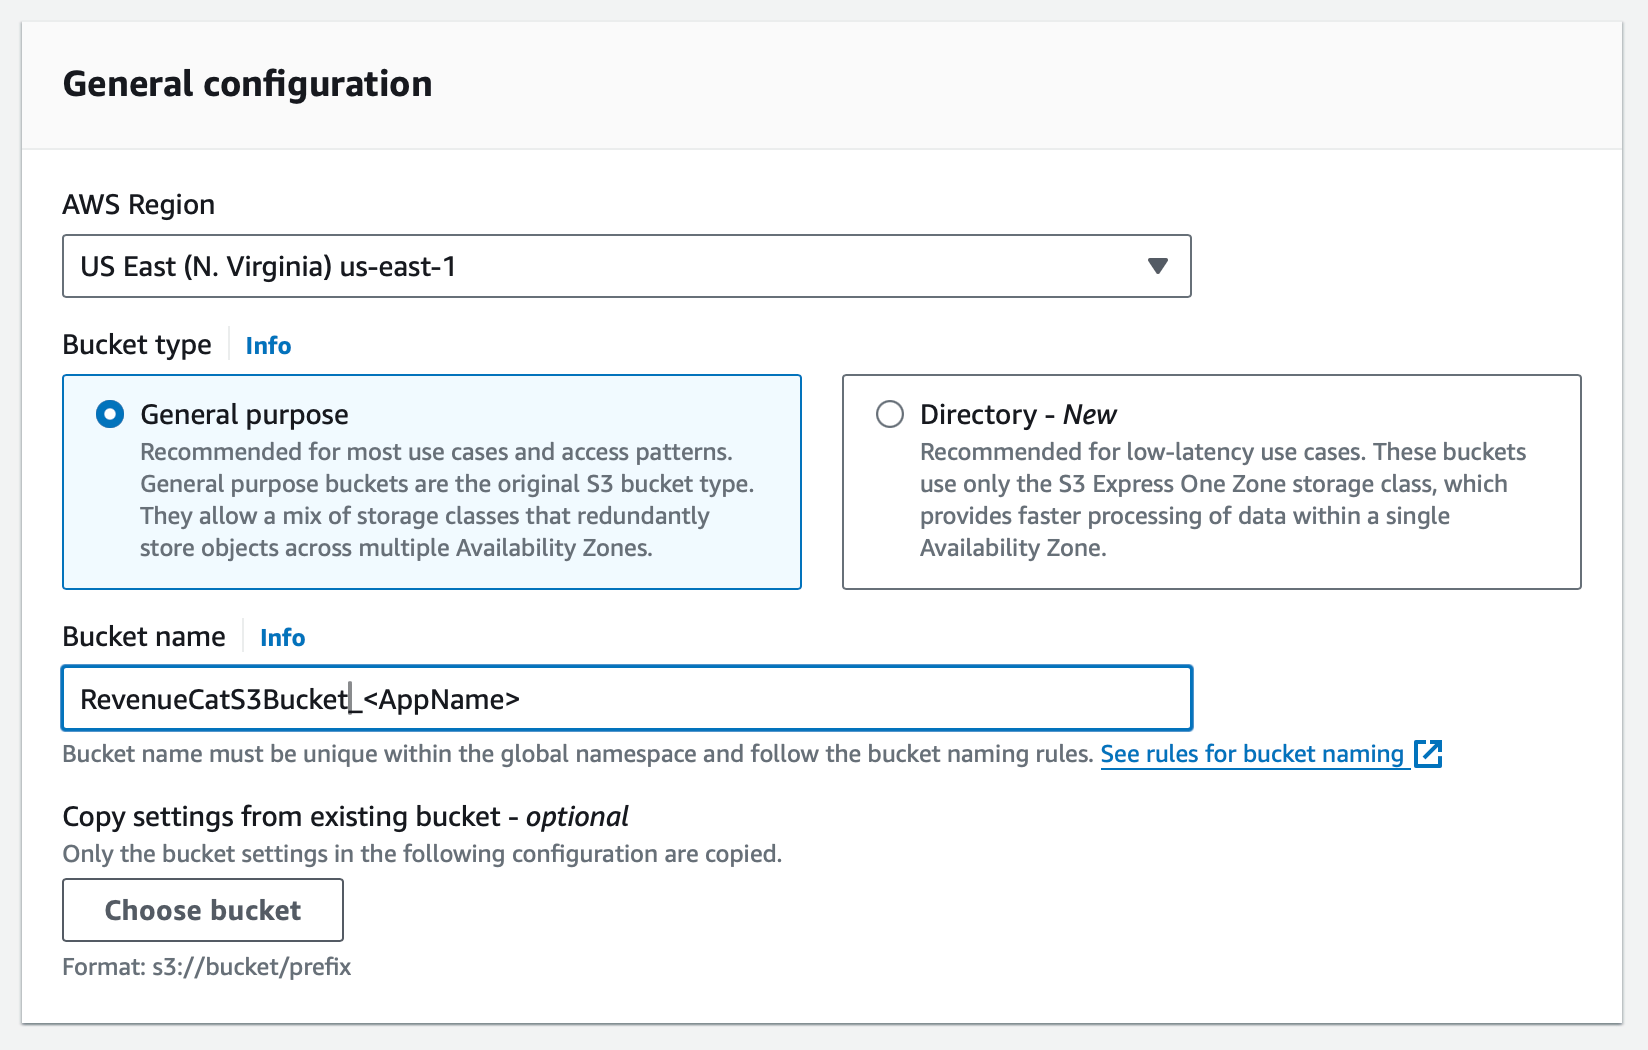 General configuration
AWS Region
US East (N. Virginia) us-east-1
Bucket type Info
General purpose
Recommended for most use cases and access patterns.
General purpose buckets are the original S3 bucket type.
They allow a mix of storage classes that redundantly
store objects across multiple Availability Zones.
Directory - New
Recommended for low-latency use cases. These buckets
use only the S3 Express One Zone storage class, which
provides faster processing of data within a single
Availability Zone.
Bucket name Info
RevenueCatS3Bucket_<AppName>
Bucket name must be unique within the global namespace and follow the bucket naming rules. See rules for bucket naming
Copy settings from existing bucket - optional
Only the bucket settings in the following configuration are copied.
Choose bucket
Format: s3://bucket/prefix